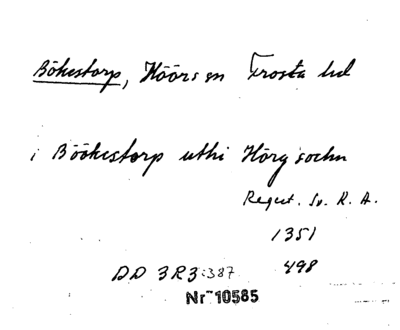 Bökestorp, Höörs sn Frosta hd
i Böökestorp uthi Hörg sochn
Regest. Sv. R. A.
1351
498
DD 3R3:387
Nr 10585